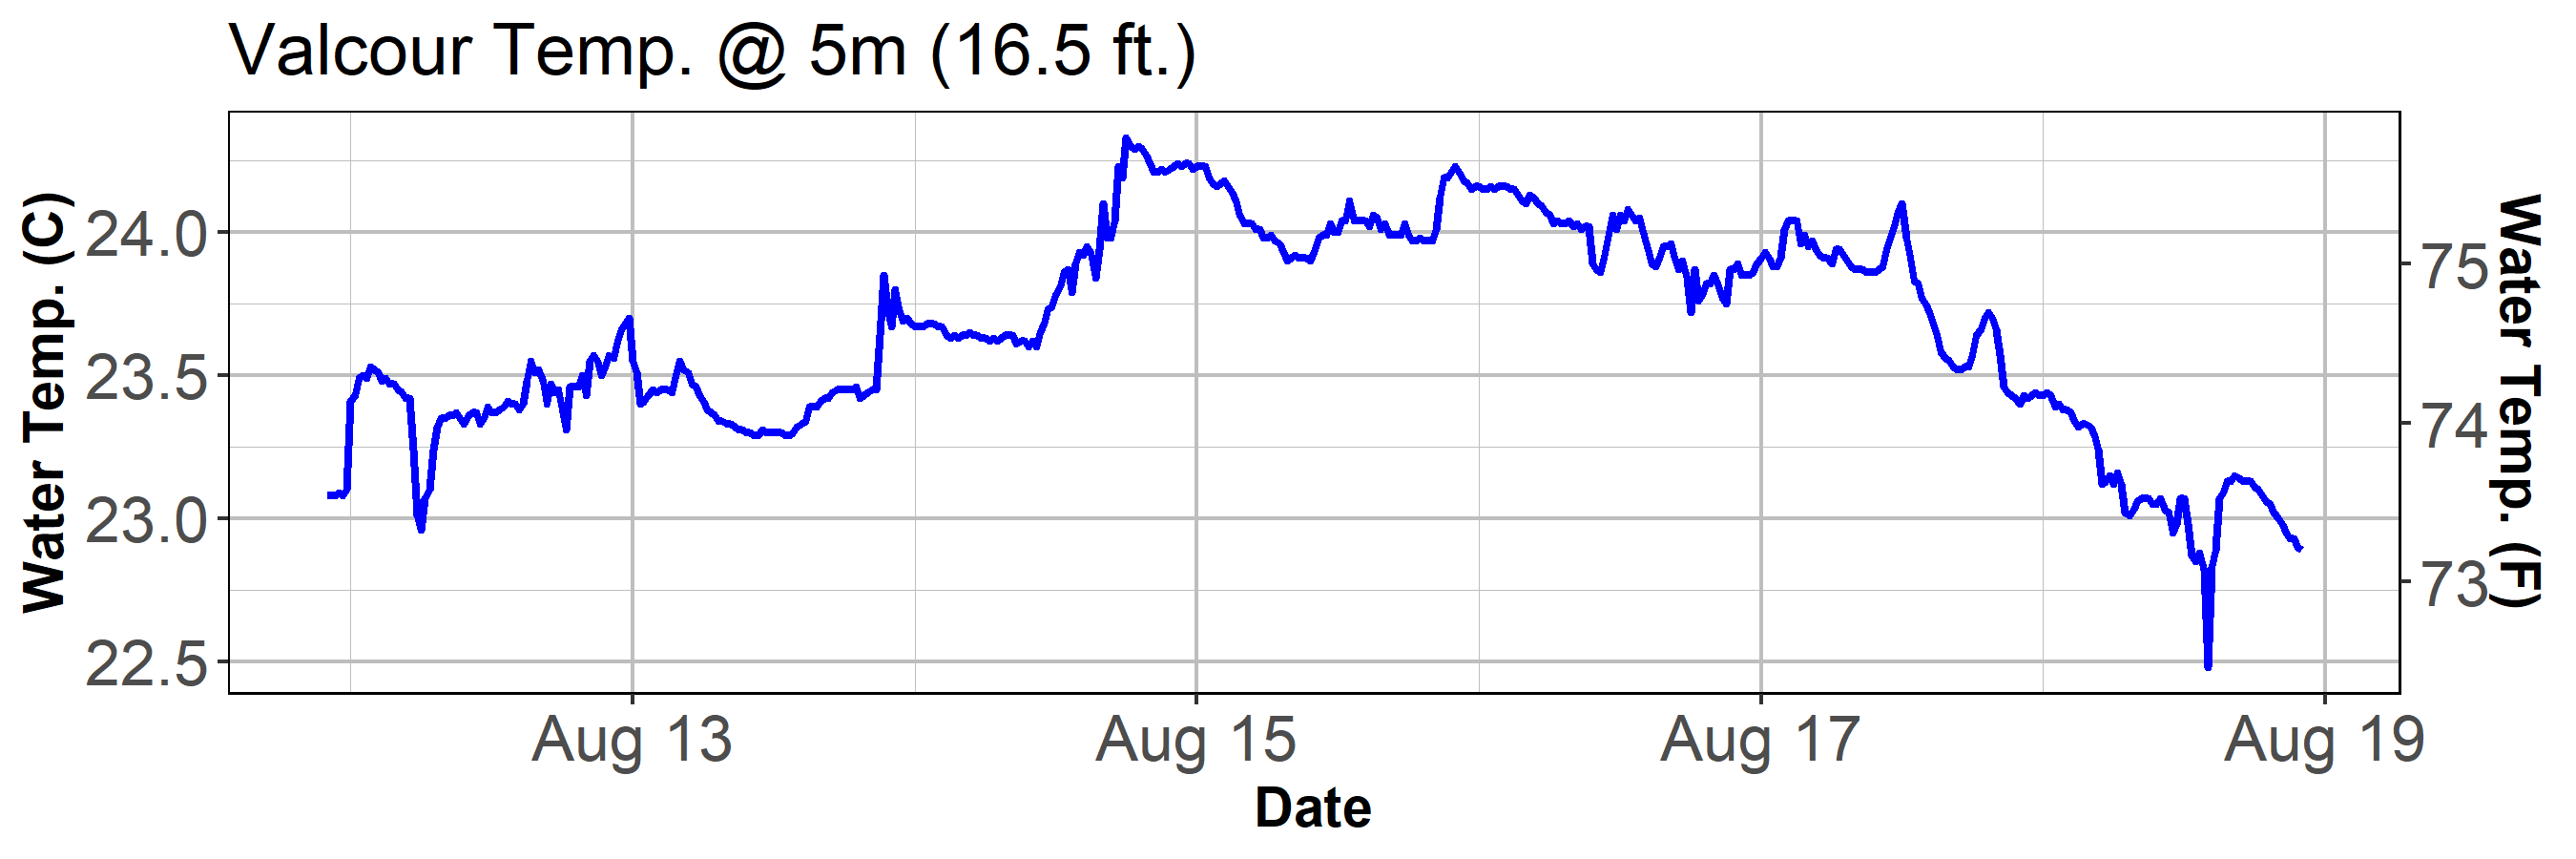 Valcour Temp. @ 5m (16.5 ft.)
Water Temp. (C)
24.0
23.5
23.0
22.5
75
74
73
Water Temp. (F)
Aug 13 Aug 15 Aug 17 Aug 19
Date